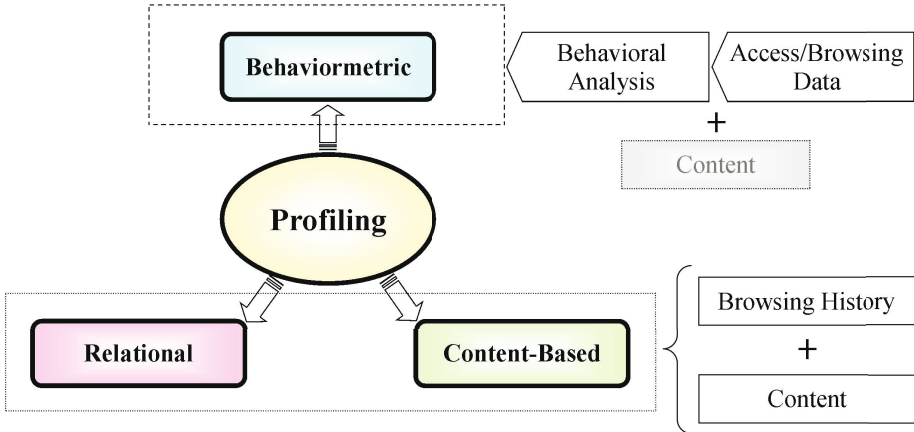 Behaviormetric
Behavioral
Analysis
Access/Browsing
Data
+
Content
Profiling
Relational
Content-Based
Browsing History
+
Content